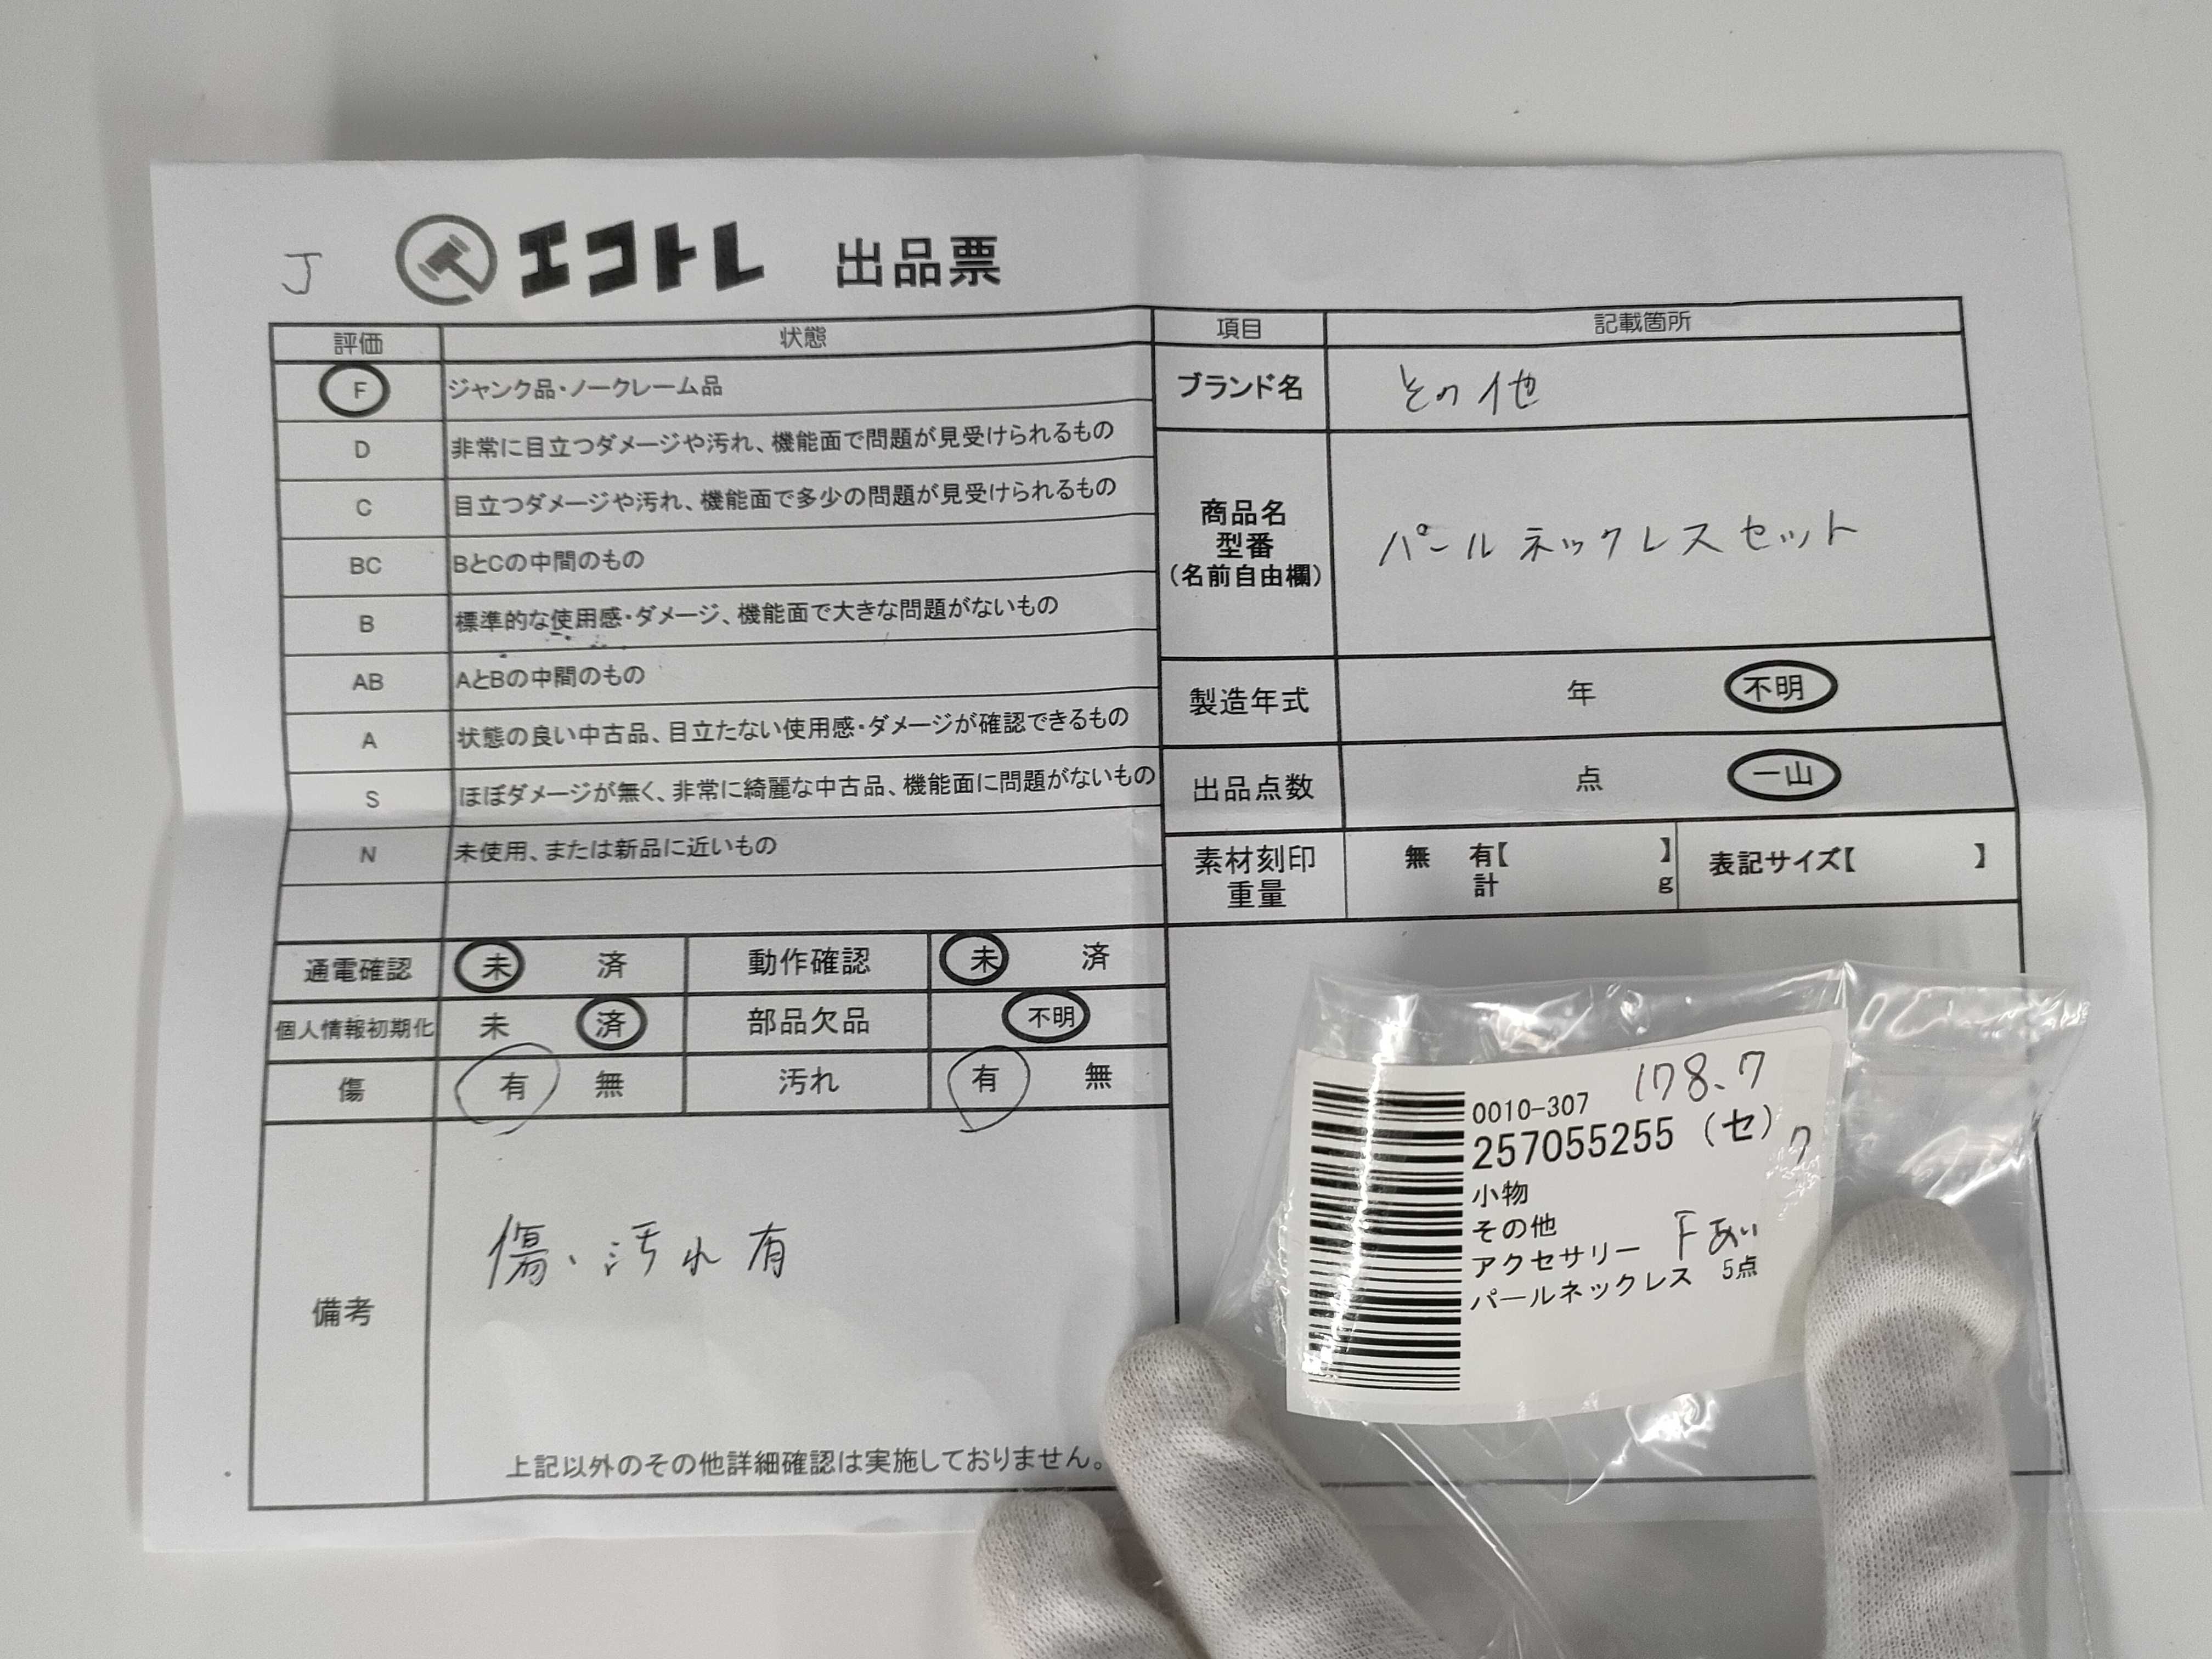 J エコトレ 出品票
評価 状態
F ジャンク品・ノークレーム品
D 非常に目立つダメージや汚れ、機能面で問題が見受けられるもの
C 目立つダメージや汚れ、機能面で多少の問題が見受けられるもの
BC BとCの中間のもの
B 標準的な使用感・ダメージ、機能面で大きな問題がないもの
AB AとBの中間のもの
A 状態の良い中古品、目立たない使用感・ダメージが確認できるもの
S ほぼダメージが無く、非常に綺麗な中古品、機能面に問題がないもの
N 未使用、または新品に近いもの
通電確認 未 済 動作確認 未 済
個人情報初期化 未 済 部品欠品 不明
傷 有 無 汚れ 有 無
備考 傷、汚れ有
上記以外のその他詳細確認は実施しておりません。
項目 記載箇所
ブランド名 その他
商品名
型番
(名前自由欄)
パールネックレスセット
製造年式 年 不明
出品点数 点 一山
素材刻印 無 有【 】 表記サイズ【 】
重量 計 g
178.7
0010-307
257055255 (セ)
小物
その他
アクセサリー F
パールネックレス 5点